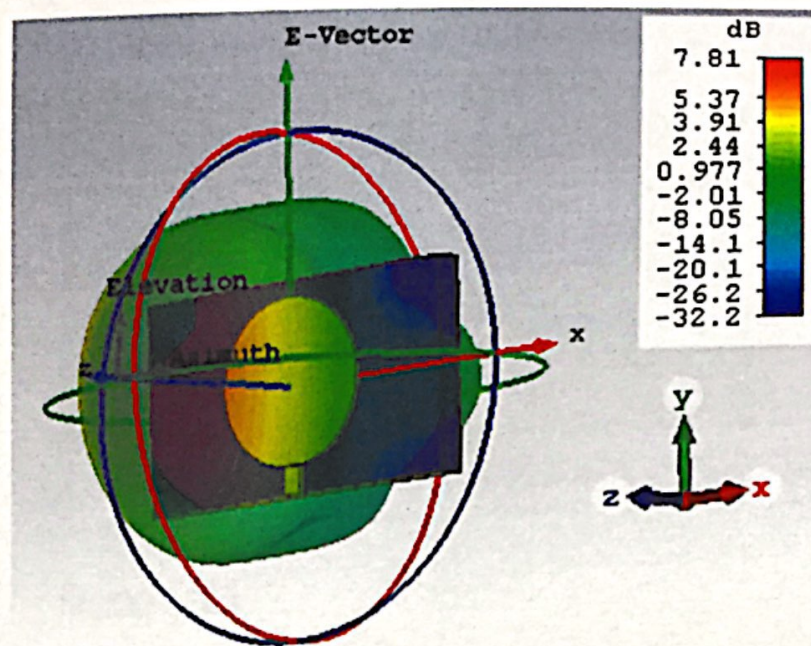 E-Vector
dB
7.81
5.37
3.91
2.44
0.977
-2.01
-8.05
-14.1
-20.1
-26.2
-32.2
Elevation
Azimuth
z
x
y
z
x